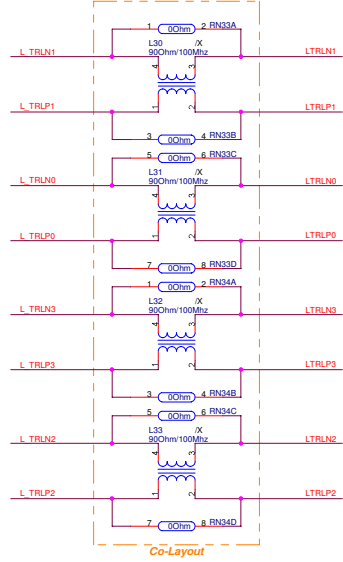 1 0Ohm 2 RN33A
L30 /X
90Ohm/100Mhz
L_TRLN1 4 3 LTRLN1
L_TRLP1 1 2 LTRLP1
3 0Ohm 4 RN33B
5 0Ohm 6 RN33C
L31 /X
90Ohm/100Mhz
L_TRLN0 4 3 LTRLN0
L_TRLP0 1 2 LTRLP0
7 0Ohm 8 RN33D
1 0Ohm 2 RN34A
L32 /X
90Ohm/100Mhz
L_TRLN3 4 3 LTRLN3
L_TRLP3 1 2 LTRLP3
3 0Ohm 4 RN34B
5 0Ohm 6 RN34C
L33 /X
90Ohm/100Mhz
L_TRLN2 4 3 LTRLN2
L_TRLP2 1 2 LTRLP2
7 0Ohm 8 RN34D
Co-Layout